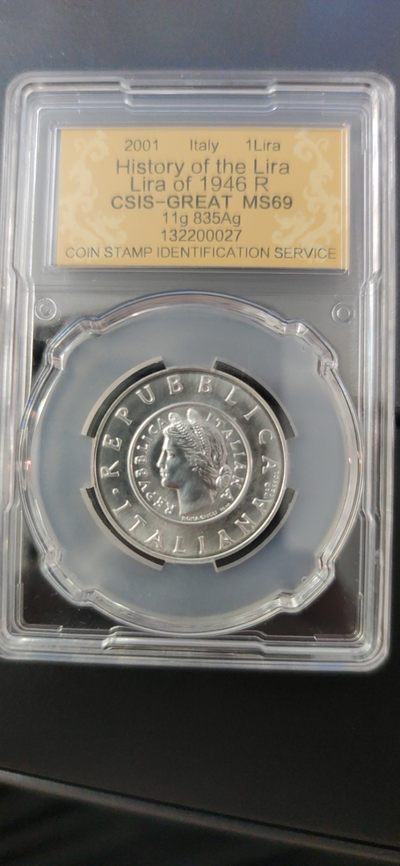 2001 Italy 1Lira
History of the Lira
Lira of 1946 R
CSIS-GREAT MS69
11g 835Ag
132200027
COIN STAMP IDENTIFICATION SERVICE
REPUBBLICA
ITALIANA
REPVBBLICA ITALIANA